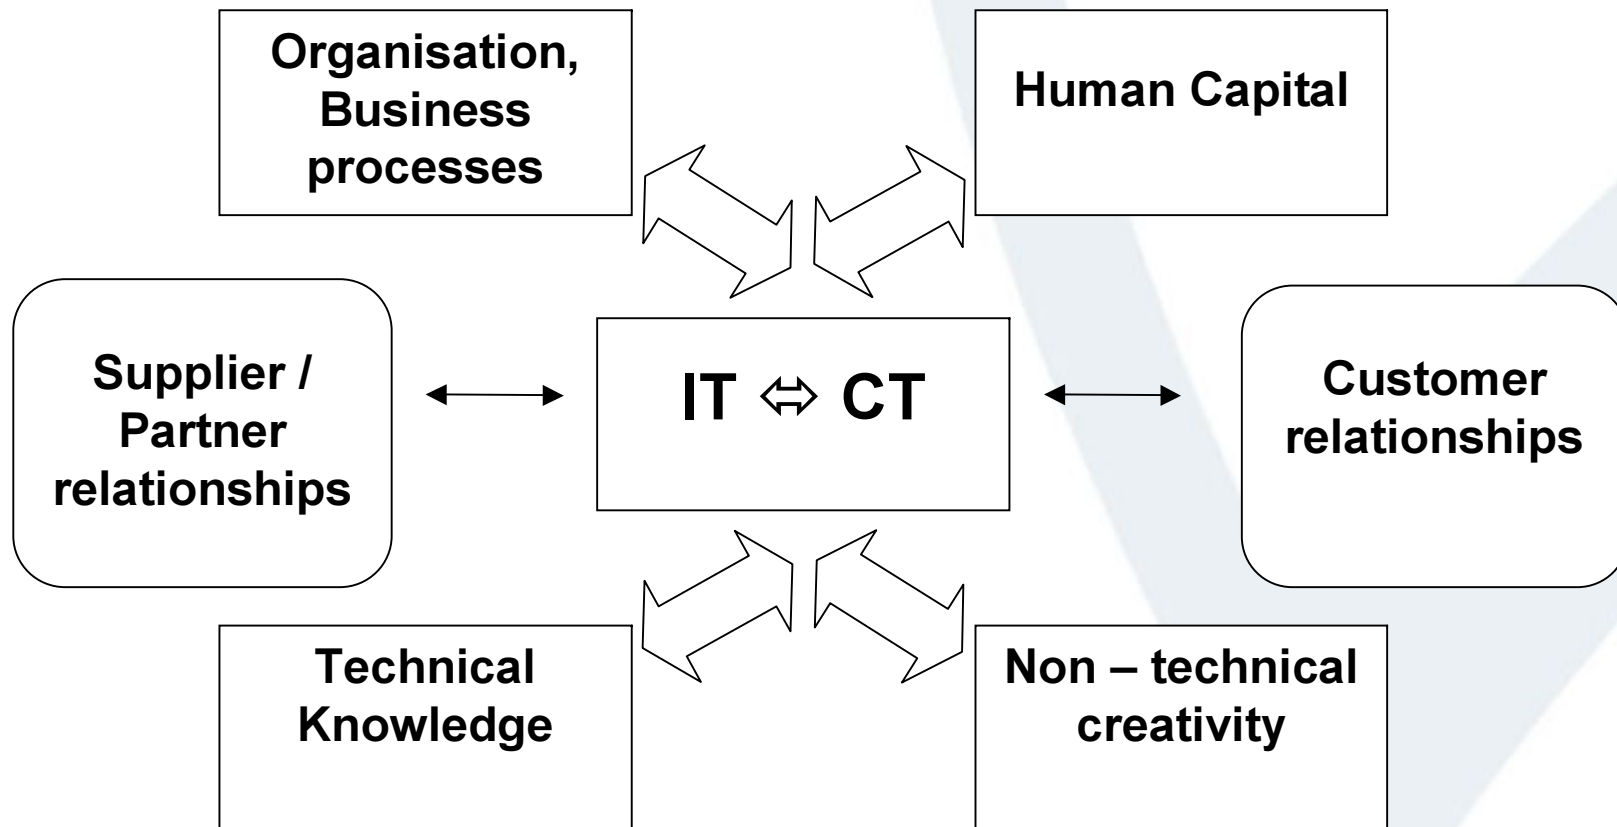 Organisation,
Business
processes
Human Capital
Supplier /
Partner
relationships
IT ⬄ CT
Customer
relationships
Technical
Knowledge
Non – technical
creativity